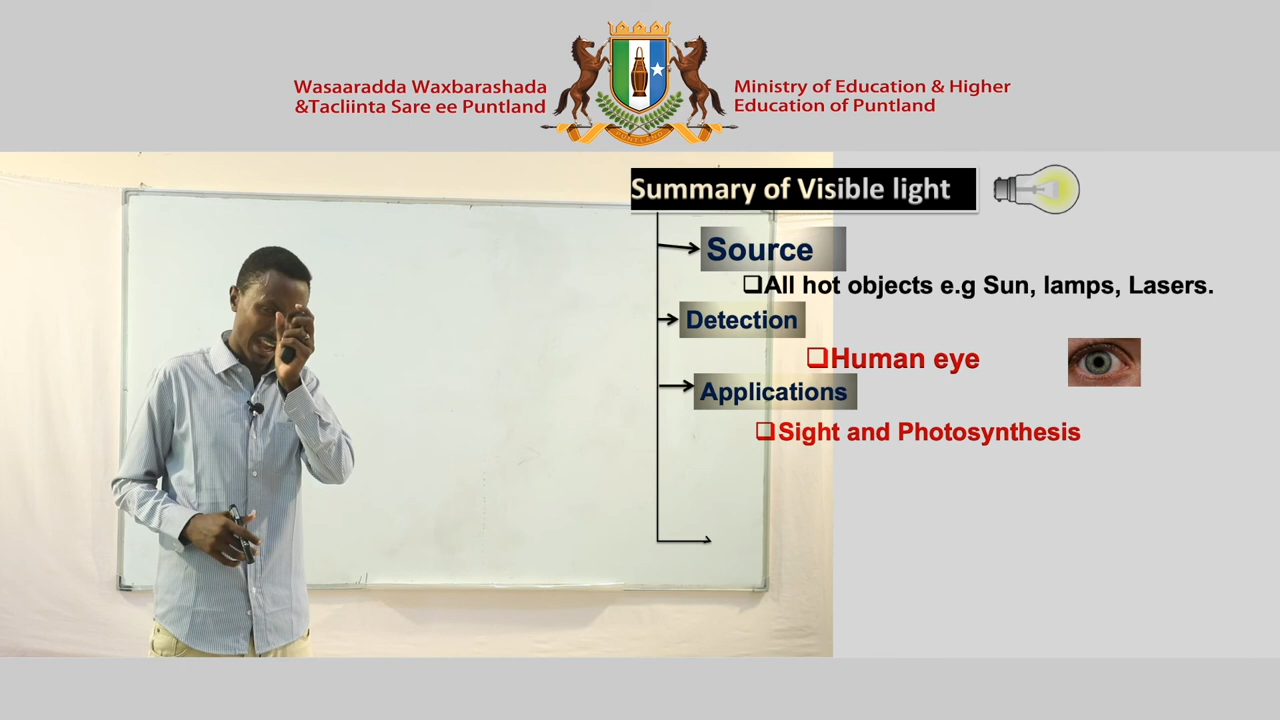 Wasaaradda Waxbarashada
&Tacliinta Sare ee Puntland
Ministry of Education & Higher
Education of Puntland
PUNTLAND
Summary of Visible light
Source
❑All hot objects e.g Sun, lamps, Lasers.
Detection
❑Human eye
Applications
❑Sight and Photosynthesis